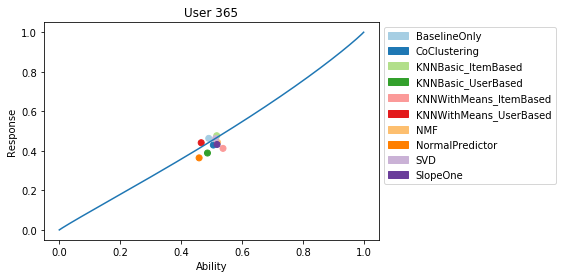 User 365
Response
1.0
0.8
0.6
0.4
0.2
0.0
0.0 0.2 0.4 0.6 0.8 1.0
Ability
BaselineOnly
CoClustering
KNNBasic_ItemBased
KNNBasic_UserBased
KNNWithMeans_ItemBased
KNNWithMeans_UserBased
NMF
NormalPredictor
SVD
SlopeOne